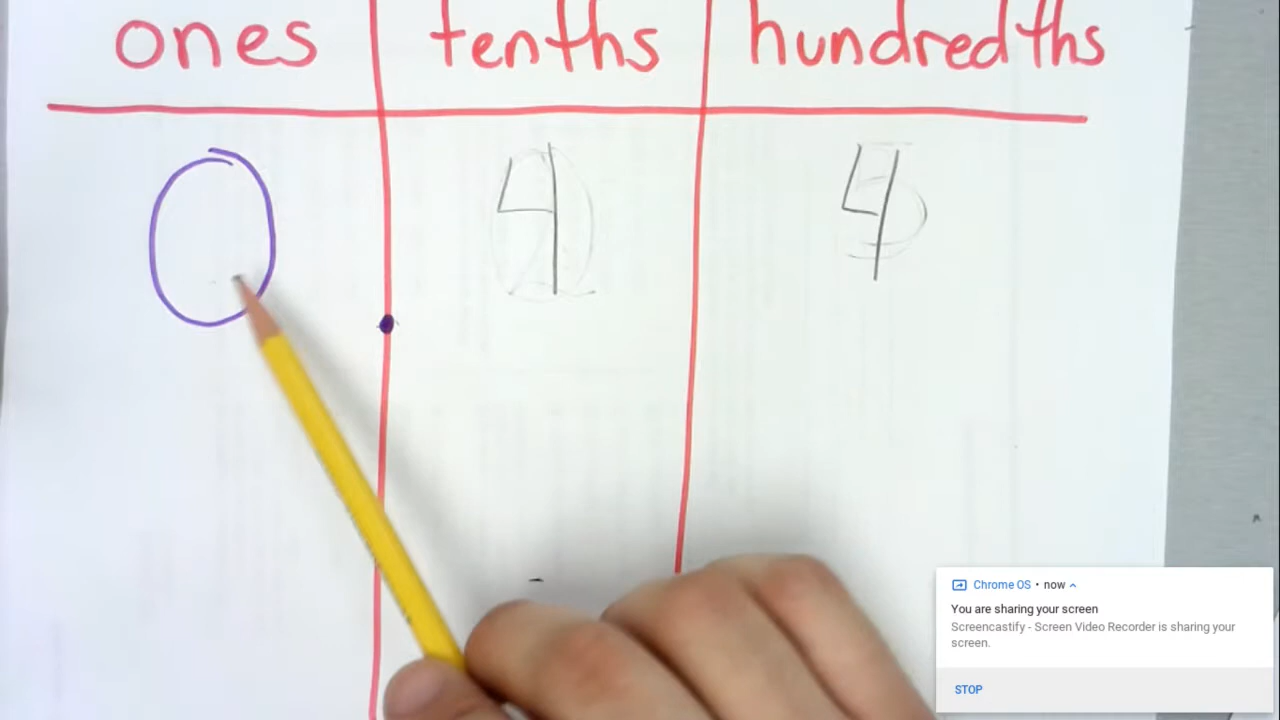 ones tenths hundredths
0 4 4
Chrome OS • now
You are sharing your screen
Screencastify - Screen Video Recorder is sharing your
screen.
STOP